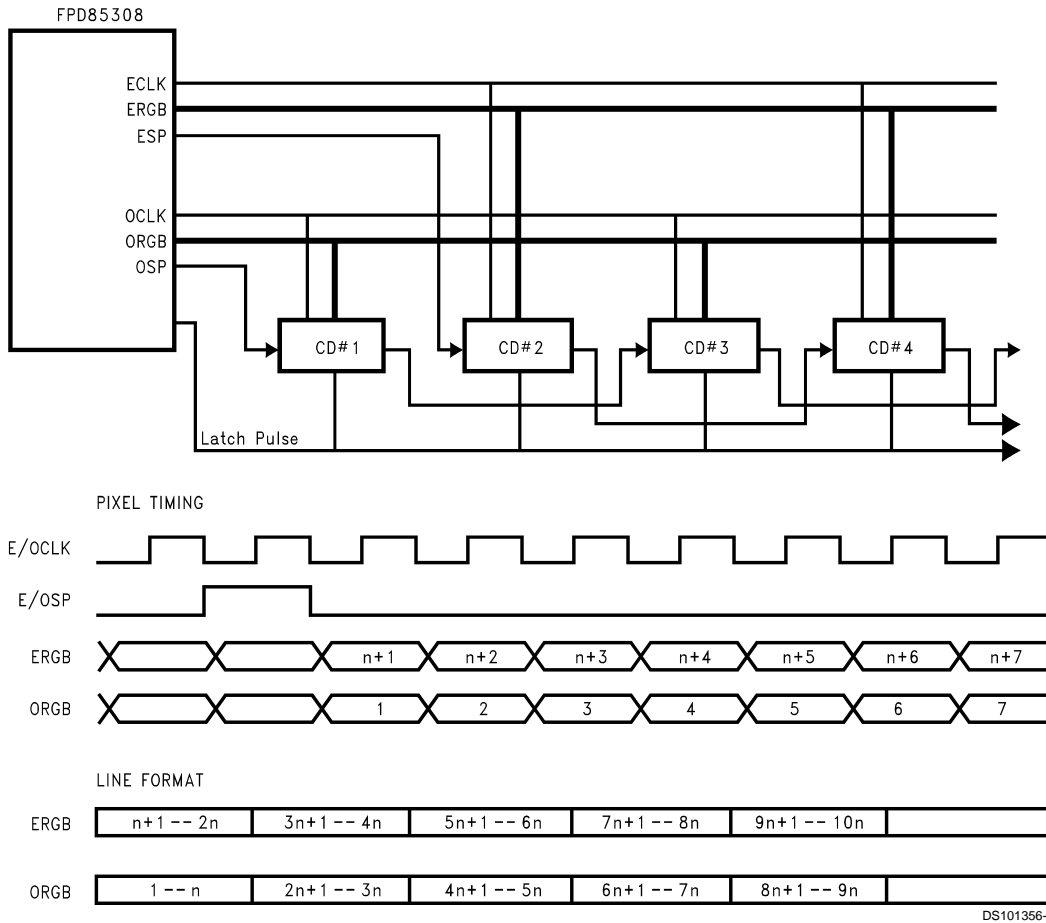 FPD85308
ECLK
ERGB
ESP
OCLK
ORGB
OSP
CD#1
CD#2
CD#3
CD#4
Latch Pulse
PIXEL TIMING
E/OCLK
E/OSP
ERGB n+1 n+2 n+3 n+4 n+5 n+6 n+7
ORGB 1 2 3 4 5 6 7
LINE FORMAT
ERGB n+1 -- 2n 3n+1 -- 4n 5n+1 -- 6n 7n+1 -- 8n 9n+1 -- 10n
ORGB 1 -- n 2n+1 -- 3n 4n+1 -- 5n 6n+1 -- 7n 8n+1 -- 9n
DS101356-